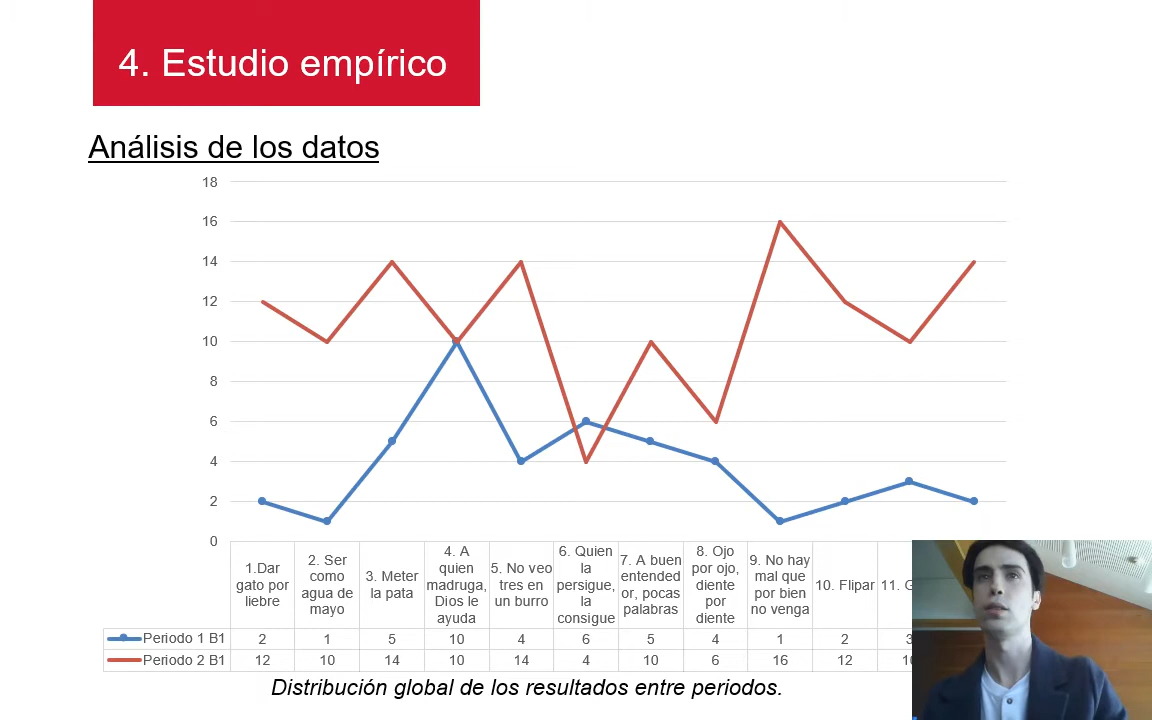 4. Estudio empírico
Análisis de los datos
18
16
14
12
10
8
6
4
2
0
1.Dar
gato por
liebre
2. Ser
como
agua de
mayo
3. Meter
la pata
4. A
quien
madruga,
Dios le
ayuda
5. No veo
tres en
un burro
6. Quien
la
persigue,
la
consigue
7. A buen
entended
or, pocas
palabras
8. Ojo
por ojo,
diente
por
diente
9. No hay
mal que
por bien
no venga
10. Flipar
11.
Periodo 1 B1 2 1 5 10 4 6 5 4 1 2
Periodo 2 B1 12 10 14 10 14 4 10 6 16 12
Distribución global de los resultados entre periodos.